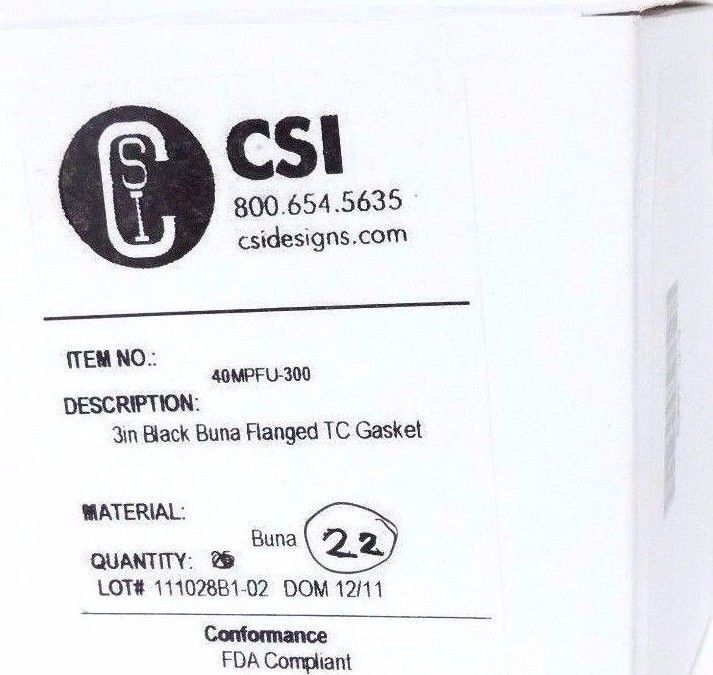 CSI
CSI
800.654.5635
csidesigns.com
ITEM NO.:
40MPFU-300
DESCRIPTION:
3in Black Buna Flanged TC Gasket
MATERIAL:
Buna
22
QUANTITY: 25
LOT# 111028B1-02 DOM 12/11
Conformance
FDA Compliant